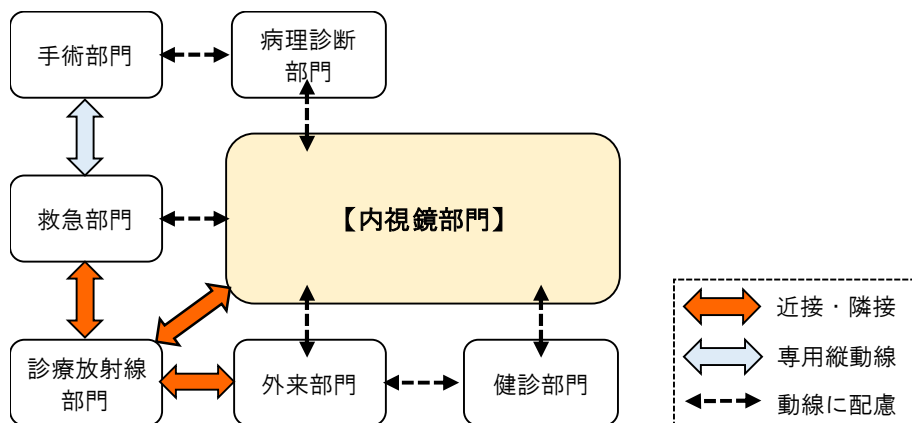 手術部門
病理診断
部門
救急部門
【内視鏡部門】
診療放射線
部門
外来部門
健診部門
近接・隣接
専用縦動線
動線に配慮